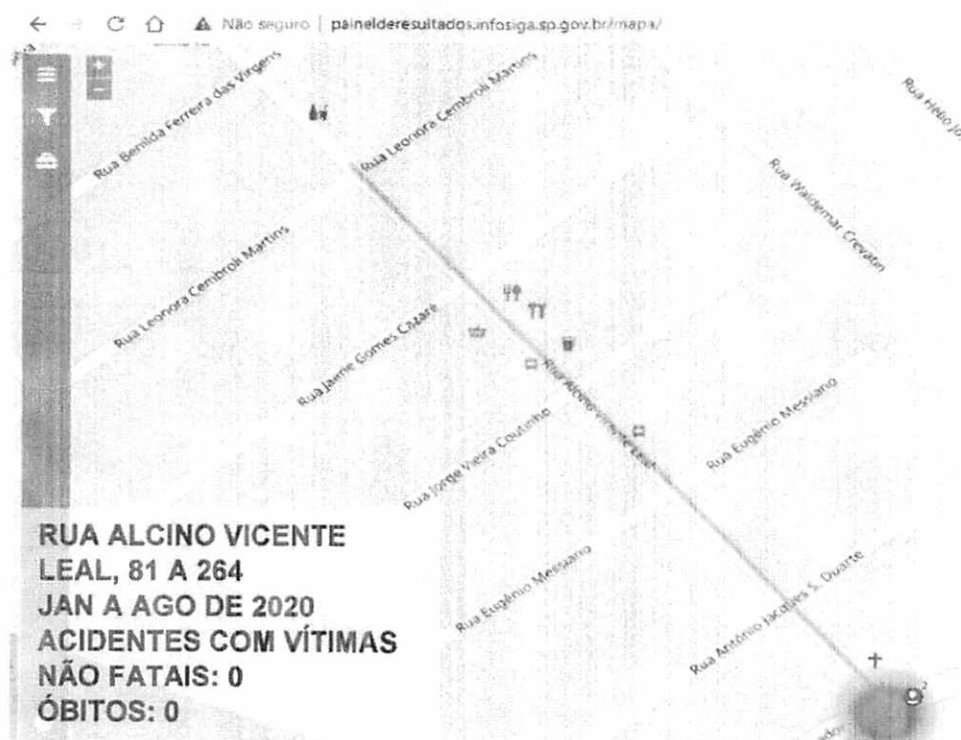 Não seguro | painelderesultados.infosiga.sp.gov.br/mapa/
Rua Benilda Ferreira das Virgens
Rua Leonora Cembroli Martins
Rua Waldemar Crevatin
Rua Leonora Cembroli Martins
Rua Jaime Gomes Cazare
Rua Jorge Vieira Coutinho
Rua Eugênio Messiano
Rua Eugênio Messiano
Rua Antônio Jacques S. Duarte
RUA ALCINO VICENTE
LEAL, 81 A 264
JAN A AGO DE 2020
ACIDENTES COM VÍTIMAS
NÃO FATAIS: 0
ÓBITOS: 0